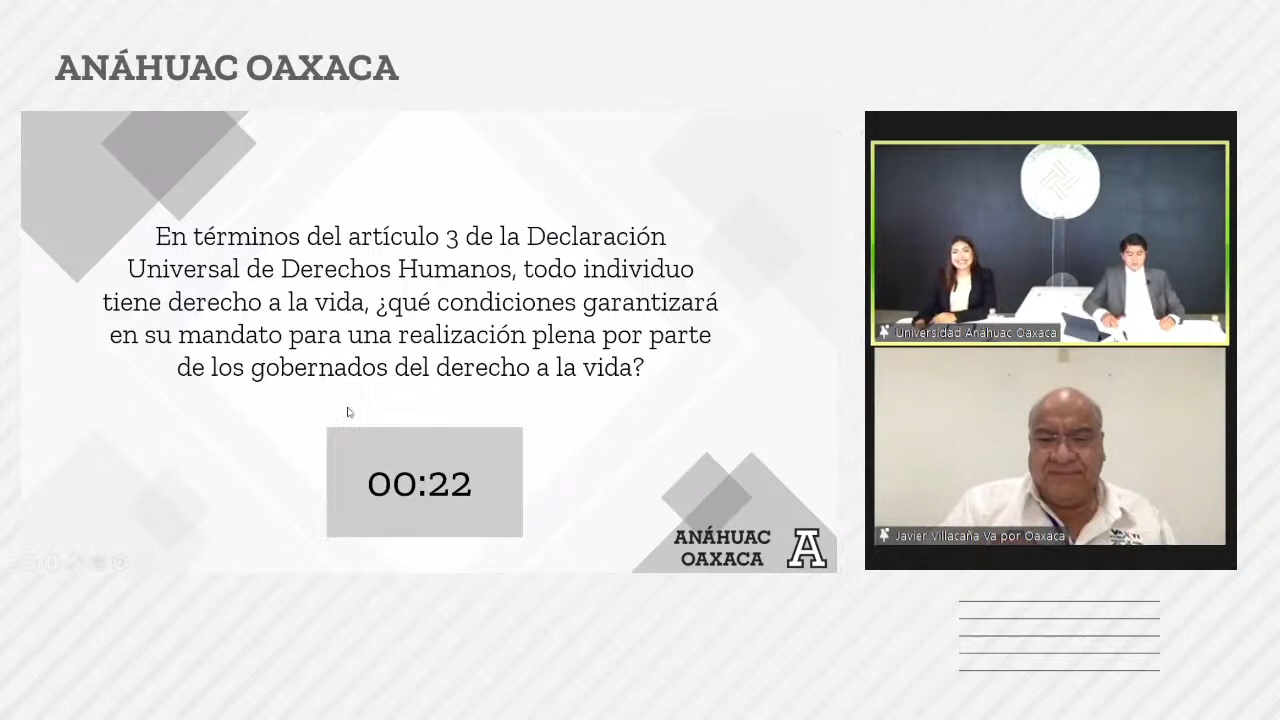 ANÁHUAC OAXACA
En términos del artículo 3 de la Declaración
Universal de Derechos Humanos, todo individuo
tiene derecho a la vida, ¿qué condiciones garantizará
en su mandato para una realización plena por parte
de los gobernados del derecho a la vida?
00:22
ANÁHUAC
OAXACA
A
Universidad Anáhuac Oaxaca
Javier Villacaña Va por Oaxaca